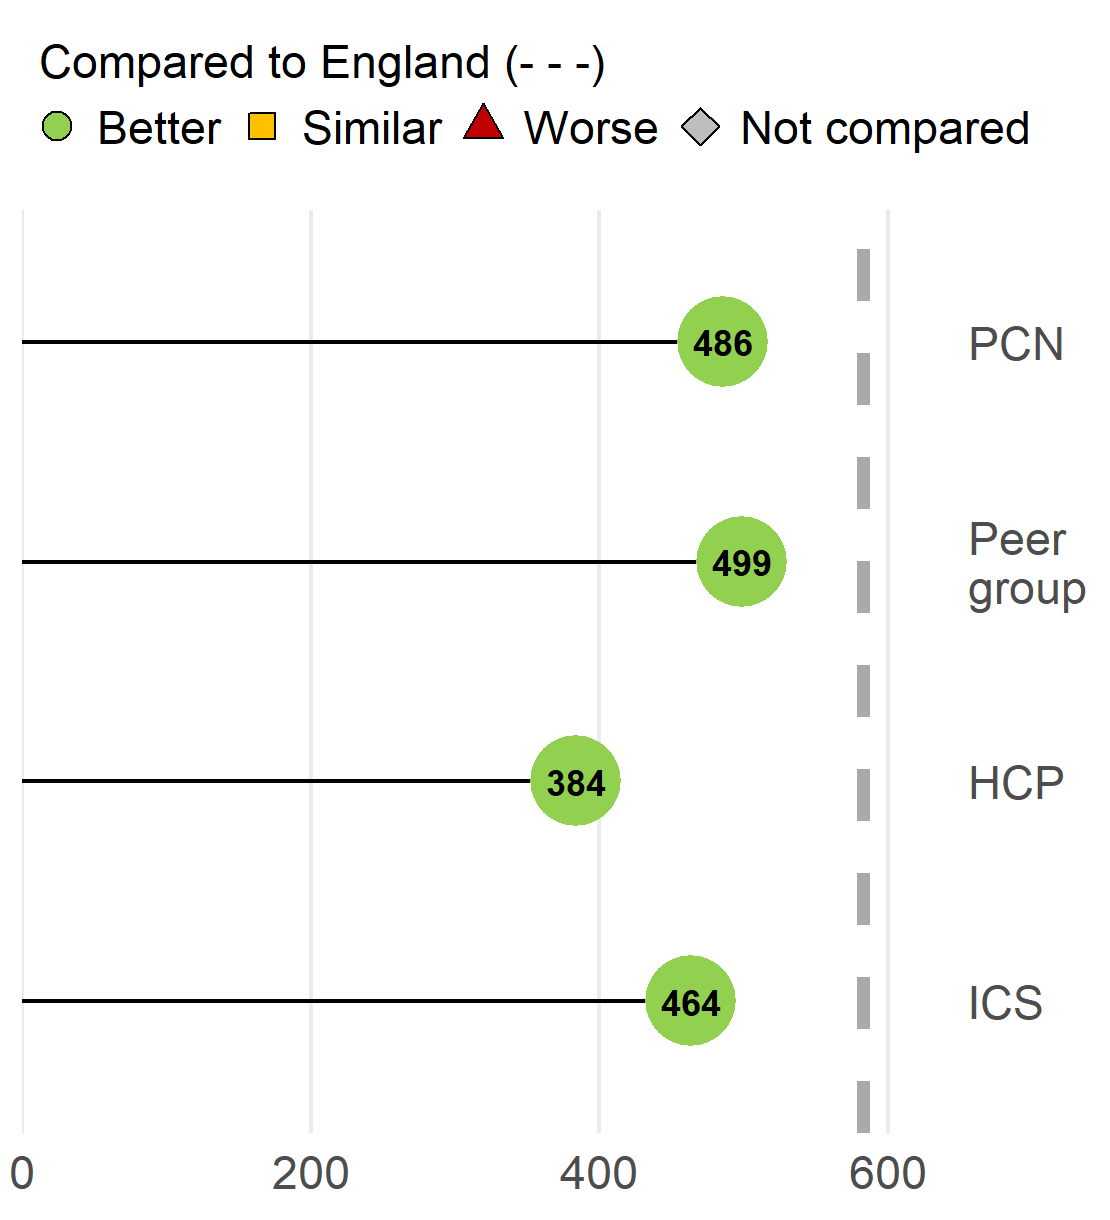 Compared to England (- - -)
Better Similar Worse Not compared
486 PCN
499 Peer
group
384 HCP
464 ICS
0 200 400 600